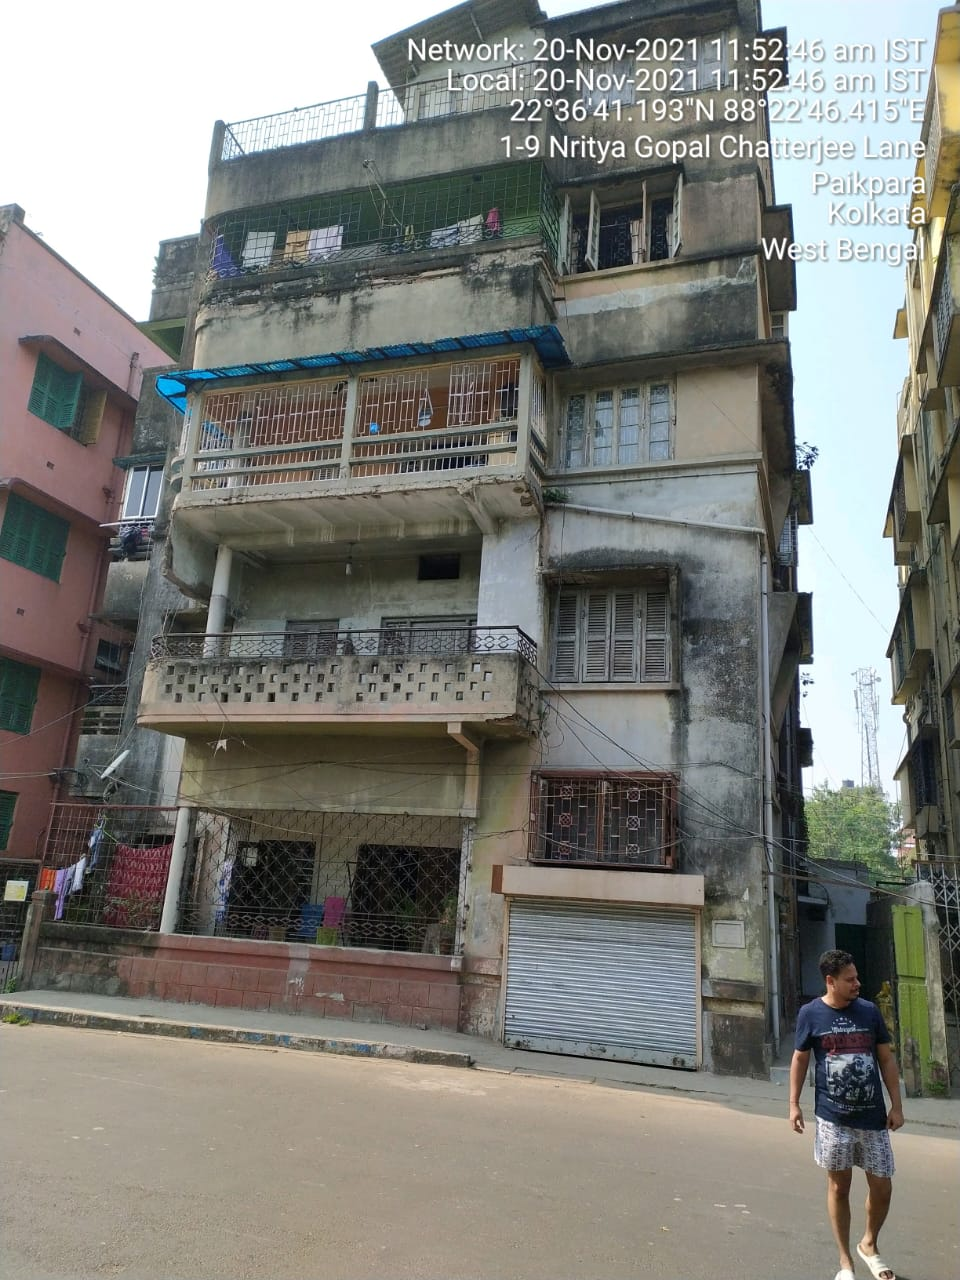 Network: 20-Nov-2021 11:52:46 am IST
Local: 20-Nov-2021 11:52:46 am IST
22°36'41.193"N 88°22'46.415"E
1-9 Nritya Gopal Chatterjee Lane
Paikpara
Kolkata
West Bengal